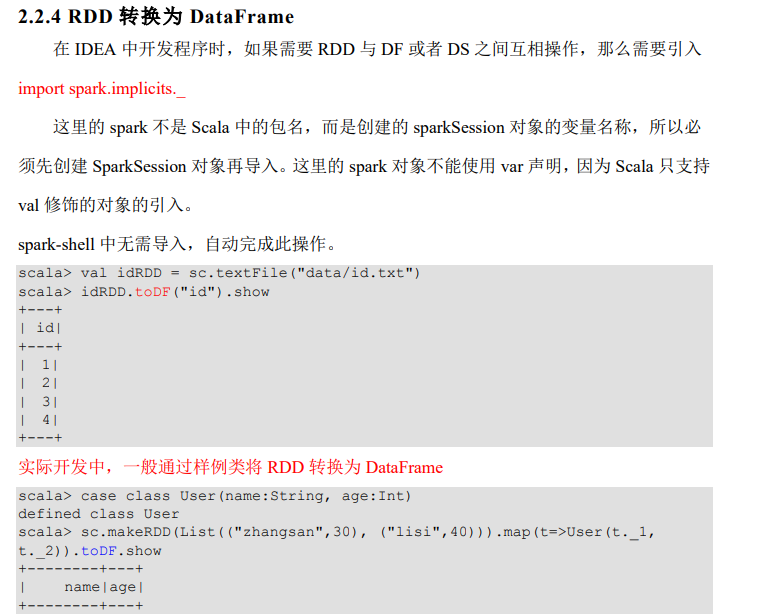 2.2.4 RDD 转换为 DataFrame
在 IDEA 中开发程序时，如果需要 RDD 与 DF 或者 DS 之间互相操作，那么需要引入
import spark.implicits._
这里的 spark 不是 Scala 中的包名，而是创建的 sparkSession 对象的变量名称，所以必
须先创建 SparkSession 对象再导入。这里的 spark 对象不能使用 var 声明，因为 Scala 只支持
val 修饰的对象的引入。
spark-shell 中无需导入，自动完成此操作。
scala> val idRDD = sc.textFile("data/id.txt")
scala> idRDD.toDF("id").show
+---+
| id|
+---+
|  1|
|  2|
|  3|
|  4|
+---+
实际开发中，一般通过样例类将 RDD 转换为 DataFrame
scala> case class User(name:String, age:Int)
defined class User
scala> sc.makeRDD(List(("zhangsan",30), ("lisi",40))).map(t=>User(t._1,
t._2)).toDF.show
+--------+---+
|    name|age|
+--------+---+